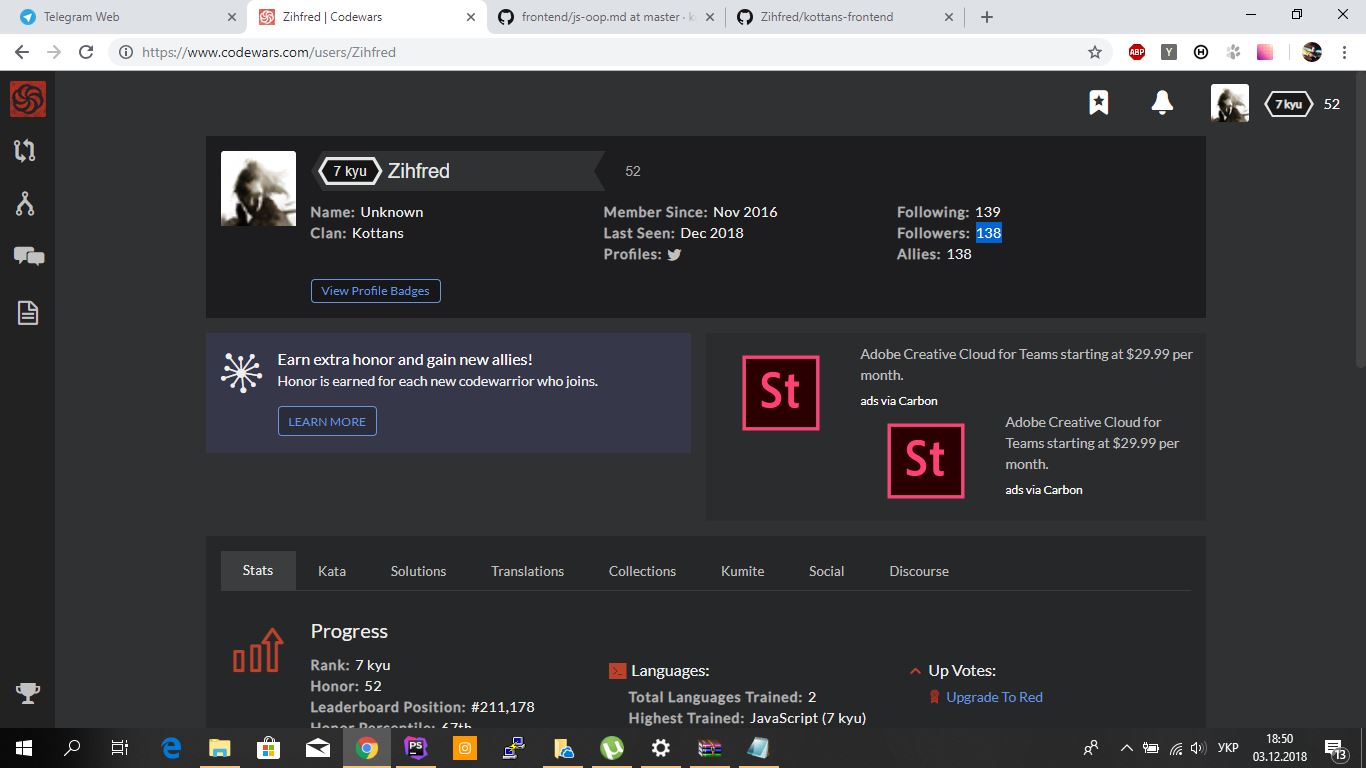 Telegram Web
Zihfred | Codewars
frontend/js-oop.md at master · k
Zihfred/kottans-frontend
https://www.codewars.com/users/Zihfred
ABP
Y
H
7 kyu
52
7 kyu
Zihfred
52
Name: Unknown
Member Since: Nov 2016
Following: 139
Clan: Kottans
Last Seen: Dec 2018
Followers: 138
Profiles:
Allies: 138
View Profile Badges
Earn extra honor and gain new allies!
Honor is earned for each new codewarrior who joins.
LEARN MORE
St
Adobe Creative Cloud for Teams starting at $29.99 per
month.
ads via Carbon
St
Adobe Creative Cloud for
Teams starting at $29.99 per
month.
ads via Carbon
Stats
Kata
Solutions
Translations
Collections
Kumite
Social
Discourse
Progress
Rank: 7 kyu
Honor: 52
Leaderboard Position: #211,178
Honor Percentile: 67th
Languages:
Total Languages Trained: 2
Highest Trained: JavaScript (7 kyu)
Up Votes:
Upgrade To Red
PS
УКР
18:50
03.12.2018
13